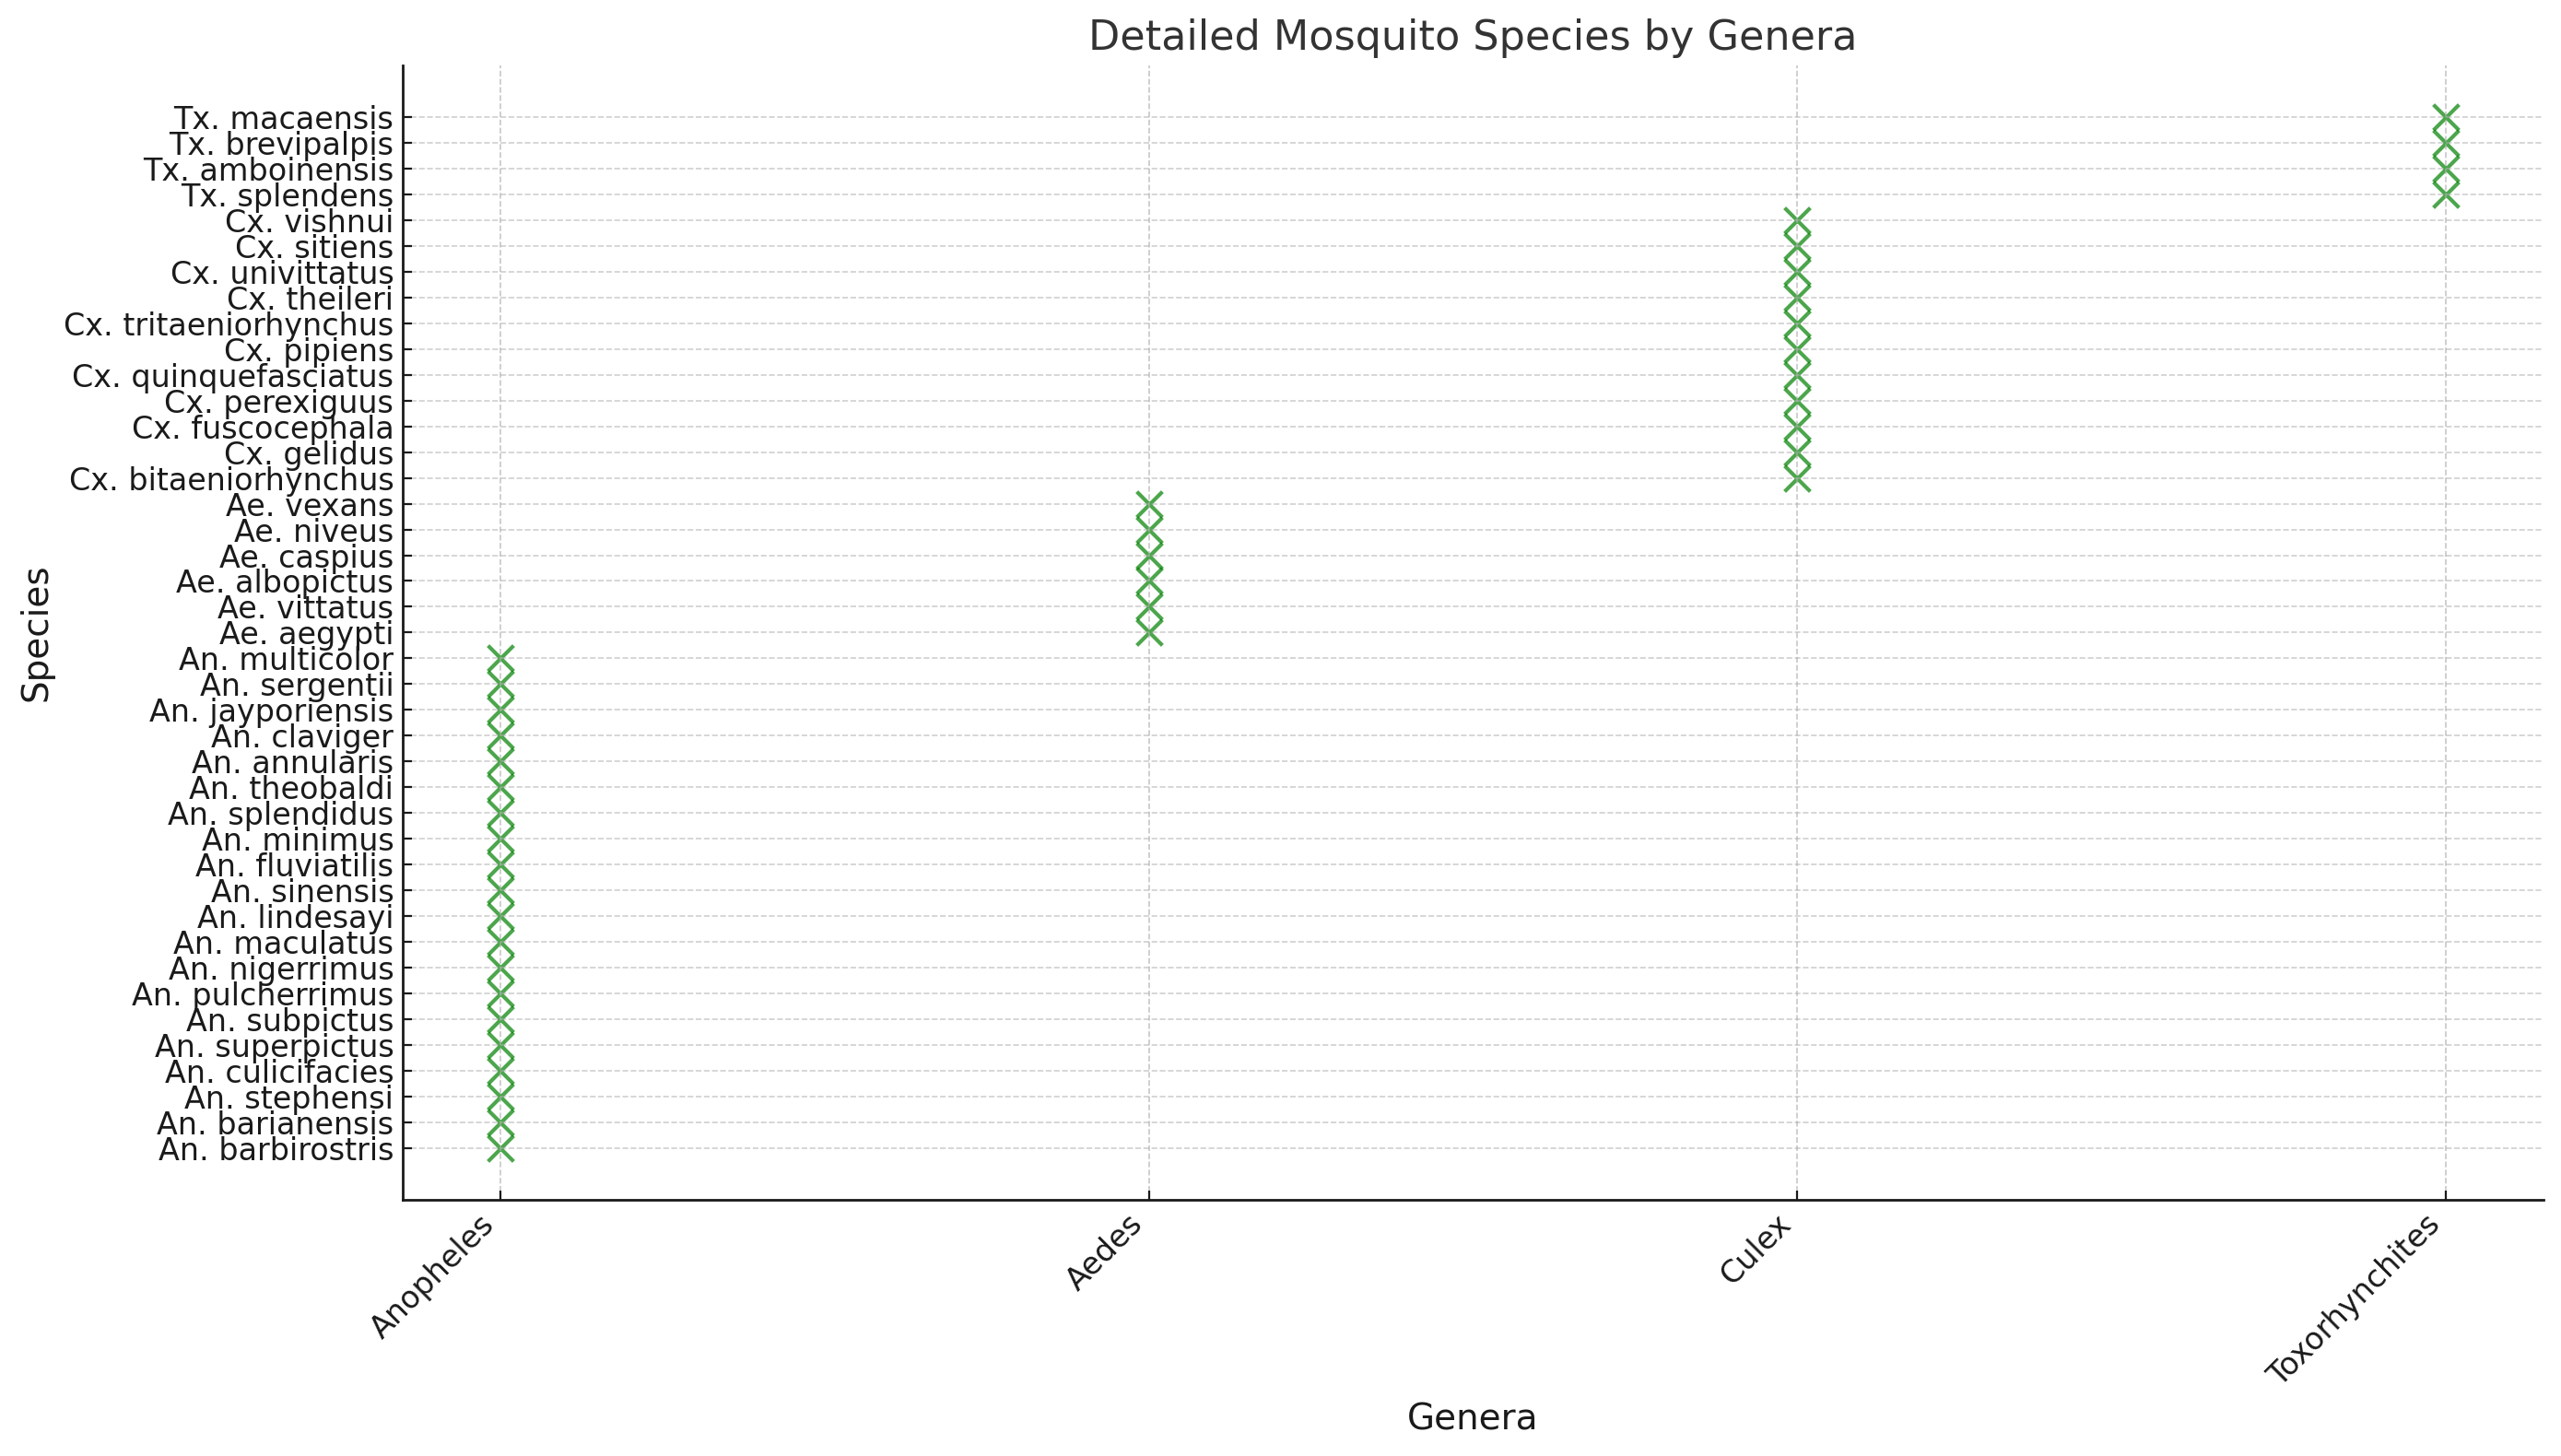 Detailed Mosquito Species by Genera
Tx. macaensis
Tx. brevipalpis
Tx. amboinensis
Tx. splendens
Cx. vishnui
Cx. sitiens
Cx. univittatus
Cx. theileri
Cx. tritaeniorhynchus
Cx. pipiens
Cx. quinquefasciatus
Cx. perexiguus
Cx. fuscocephala
Cx. gelidus
Cx. bitaeniorhynchus
Ae. vexans
Ae. niveus
Ae. caspius
Ae. albopictus
Ae. vittatus
Ae. aegypti
An. multicolor
An. sergentii
An. jayporiensis
An. claviger
An. annularis
An. theobaldi
An. splendidus
An. minimus
An. fluviatilis
An. sinensis
An. lindesayi
An. maculatus
An. nigerrimus
An. pulcherrimus
An. subpictus
An. superpictus
An. culicifacies
An. stephensi
An. barianensis
An. barbirostris
Species
Anopheles
Aedes
Culex
Toxorhynchites
Genera